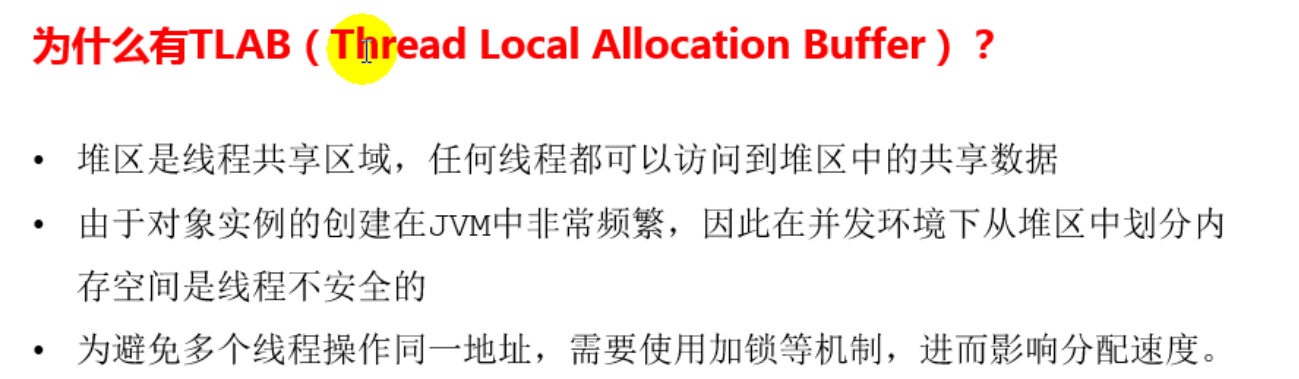 为什么有TLAB（Thread Local Allocation Buffer）？
• 堆区是线程共享区域，任何线程都可以访问到堆区中的共享数据
• 由于对象实例的创建在JVM中非常频繁，因此在并发环境下从堆区中划分内
存空间是线程不安全的
• 为避免多个线程操作同一地址，需要使用加锁等机制，进而影响分配速度。